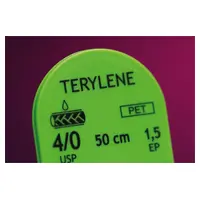 TERYLENE
PET
4/0 50 cm 1,5
USP EP